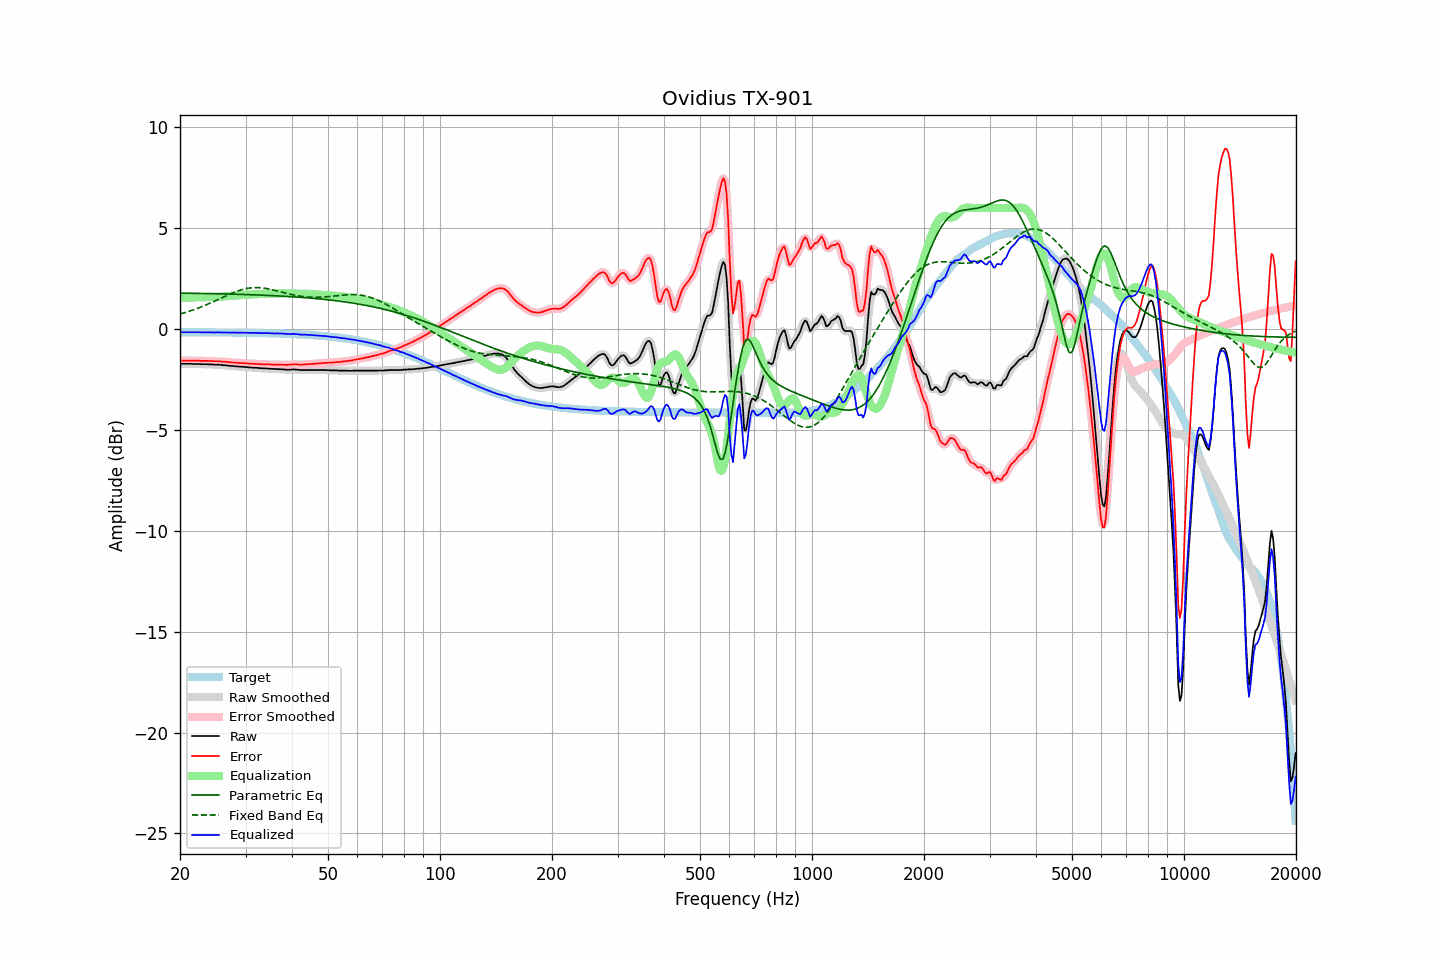 Ovidius TX-901
Amplitude (dBr)
10
5
0
−5
−10
−15
−20
−25
Target
Raw Smoothed
Error Smoothed
Raw
Error
Equalization
Parametric Eq
Fixed Band Eq
Equalized
20 50 100 200 500 1000 2000 5000 10000 20000
Frequency (Hz)